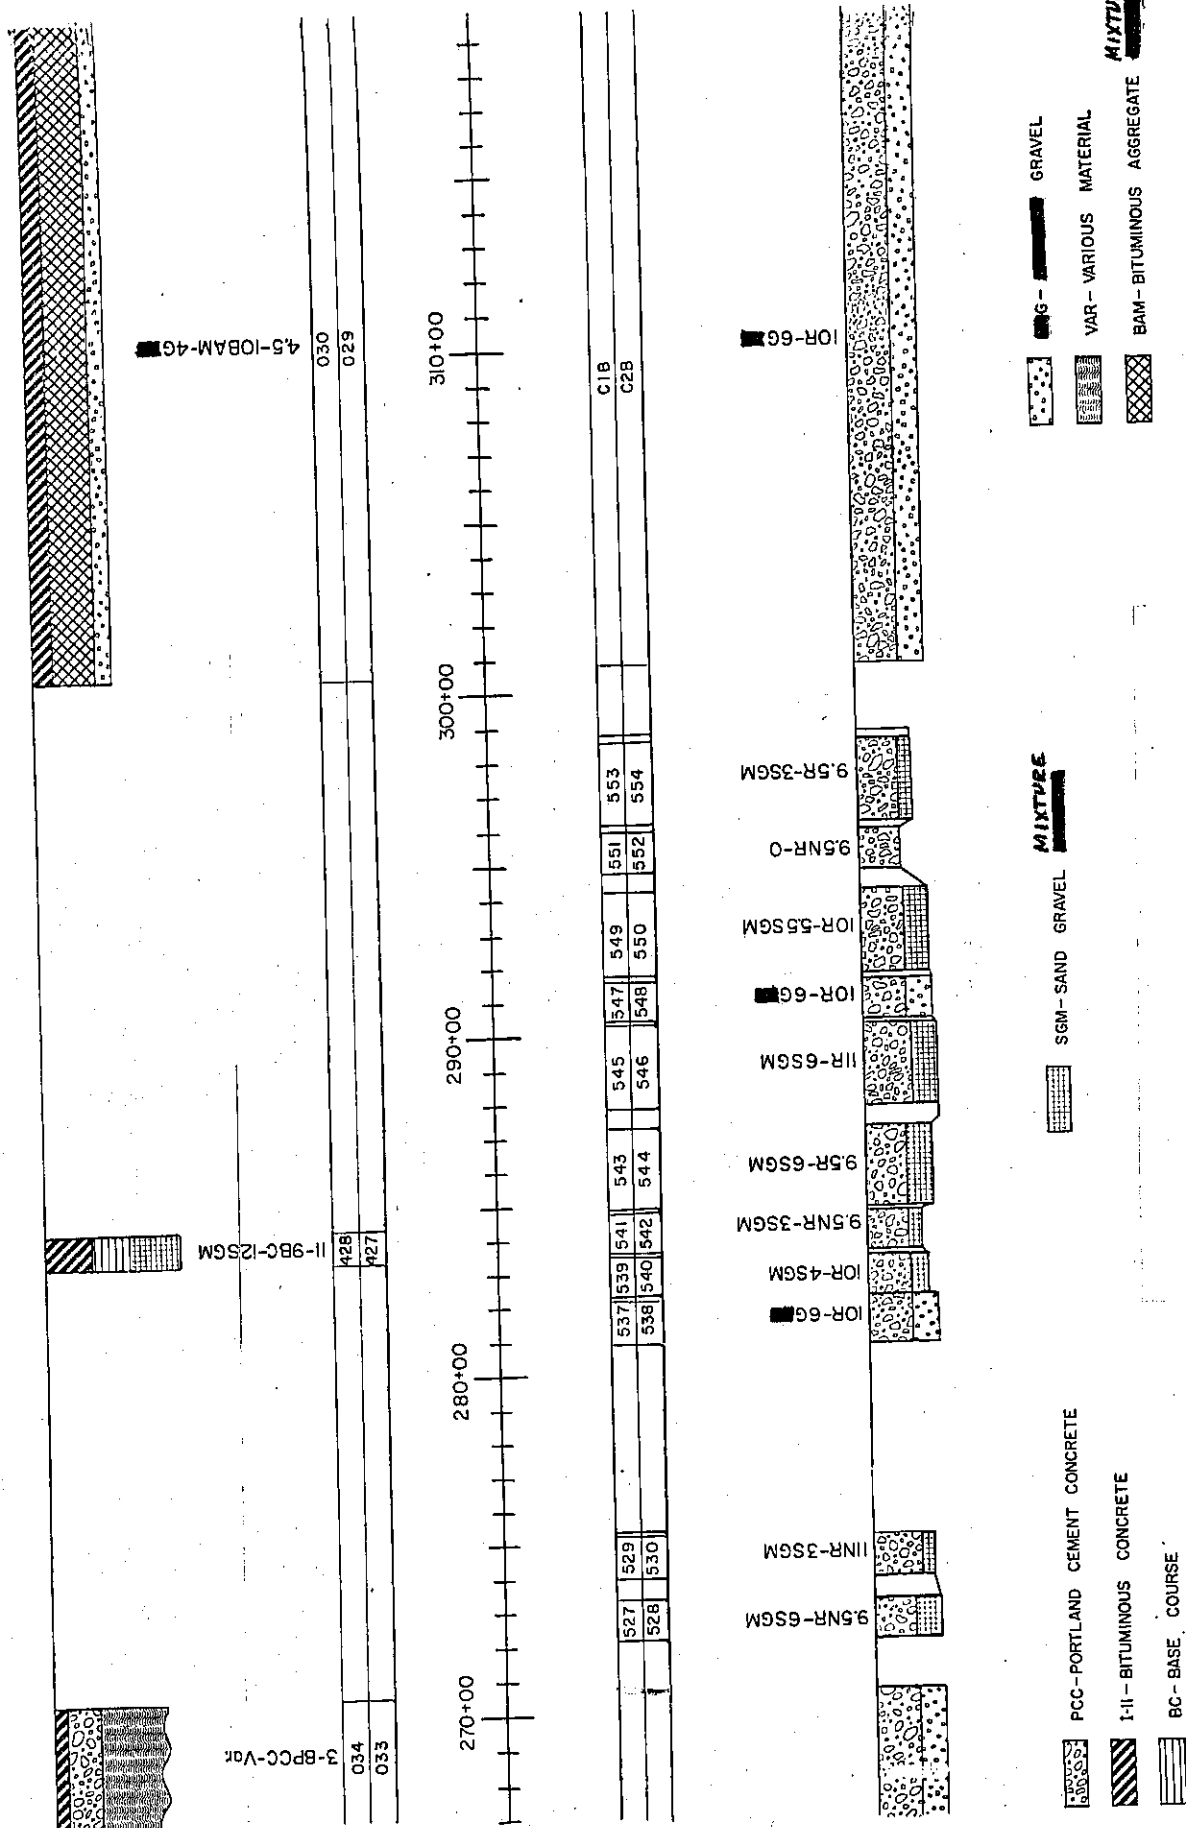 3-8PCC-Var.
11-9BC-12SGM
4.5-10BAM-4G
034
033
428
427
030
029
270+00
280+00
290+00
300+00
310+00
527
528
529
530
537
538
539
540
541
542
543
544
545
546
547
548
549
550
551
552
553
554
C1B
C2B
9.5NR-6SGM
11NR-3SGM
10R-6G
10R-4SGM
9.5NR-3SGM
9.5R-6SGM
11R-6SGM
10R-6G
10R-5.5SGM
9.5NR-0
9.5R-3SGM
10R-6G
PCC-PORTLAND CEMENT CONCRETE
I-11-BITUMINOUS CONCRETE
BC-BASE COURSE
SGM-SAND GRAVEL MIXTURE
G- GRAVEL
VAR-VARIOUS MATERIAL
BAM-BITUMINOUS AGGREGATE MIXTU